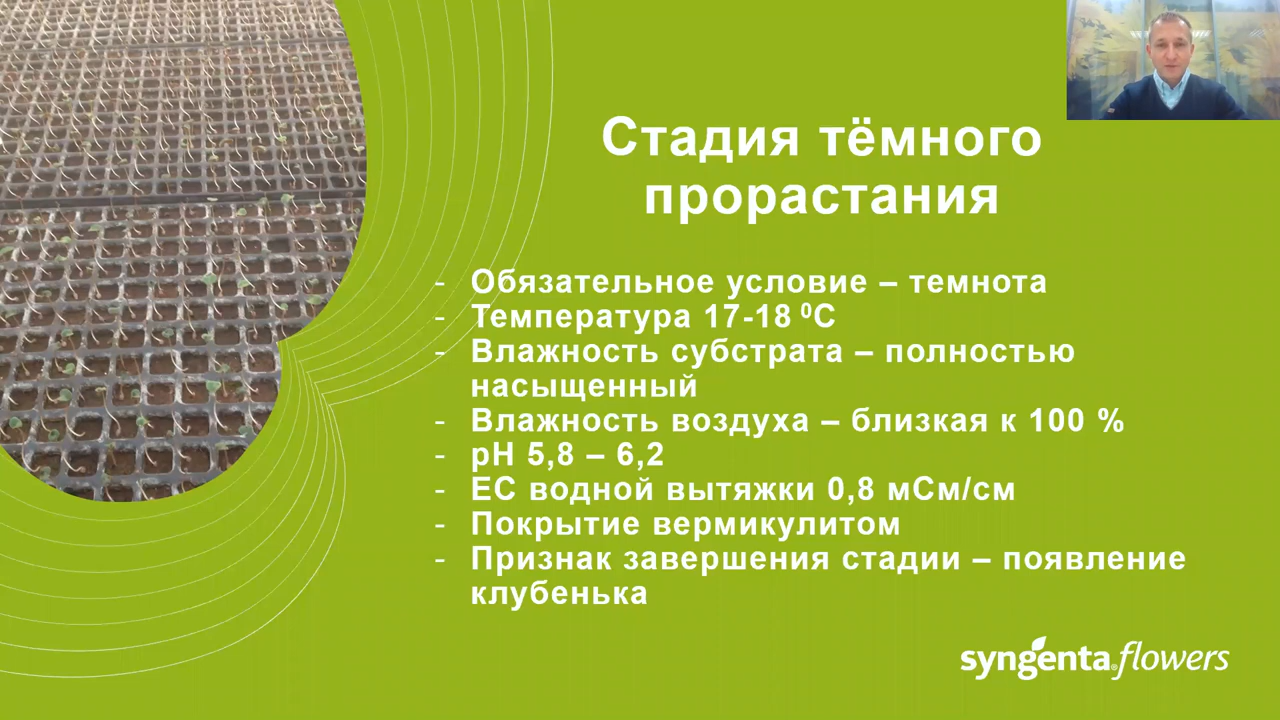 Стадия тёмного
прорастания
- Обязательное условие – темнота
- Температура 17-18 ⁰С
- Влажность субстрата – полностью
насыщенный
- Влажность воздуха – близкая к 100 %
- pH 5,8 – 6,2
- ЕС водной вытяжки 0,8 мСм/см
- Покрытие вермикулитом
- Признак завершения стадии – появление
клубенька
syngenta® flowers